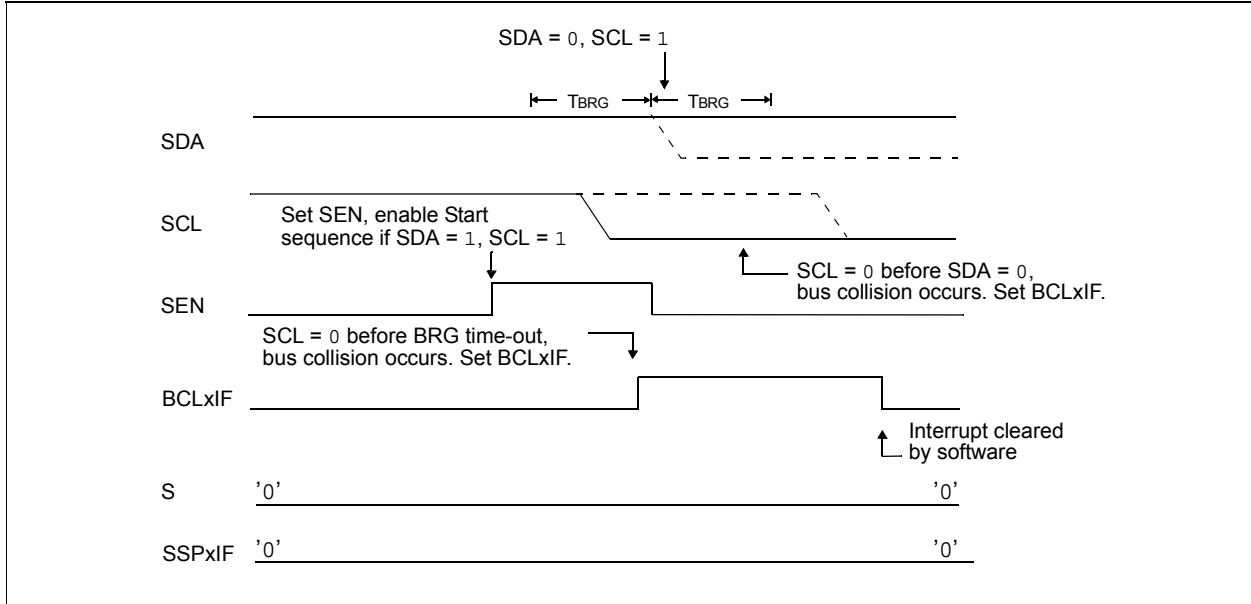 SDA = 0, SCL = 1
TBRG TBRG
SDA
SCL
Set SEN, enable Start
sequence if SDA = 1, SCL = 1
SCL = 0 before SDA = 0,
bus collision occurs. Set BCLxIF.
SEN
SCL = 0 before BRG time-out,
bus collision occurs. Set BCLxIF.
BCLxIF
Interrupt cleared
by software
S '0' '0'
SSPxIF '0' '0'